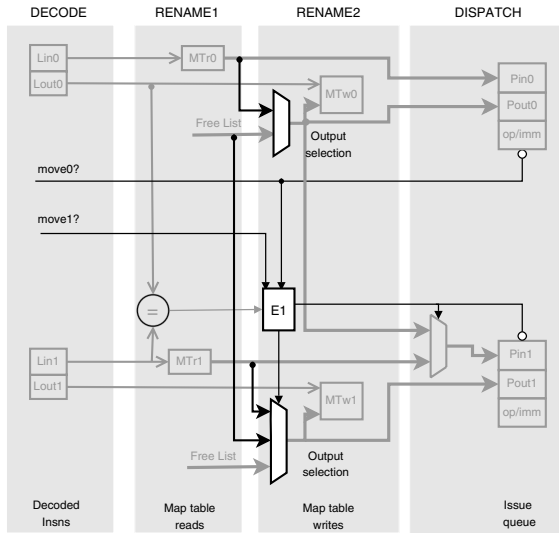 DECODE RENAME1 RENAME2 DISPATCH
Lin0 MTr0
Lout0
MTw0
Pin0
Pout0
op/imm
Free List
Output
selection
move0?
move1?
= E1
Lin1 MTr1
Lout1
MTw1
Pin1
Pout1
op/imm
Free List
Output
selection
Decoded
Insns
Map table
reads
Map table
writes
Issue
queue